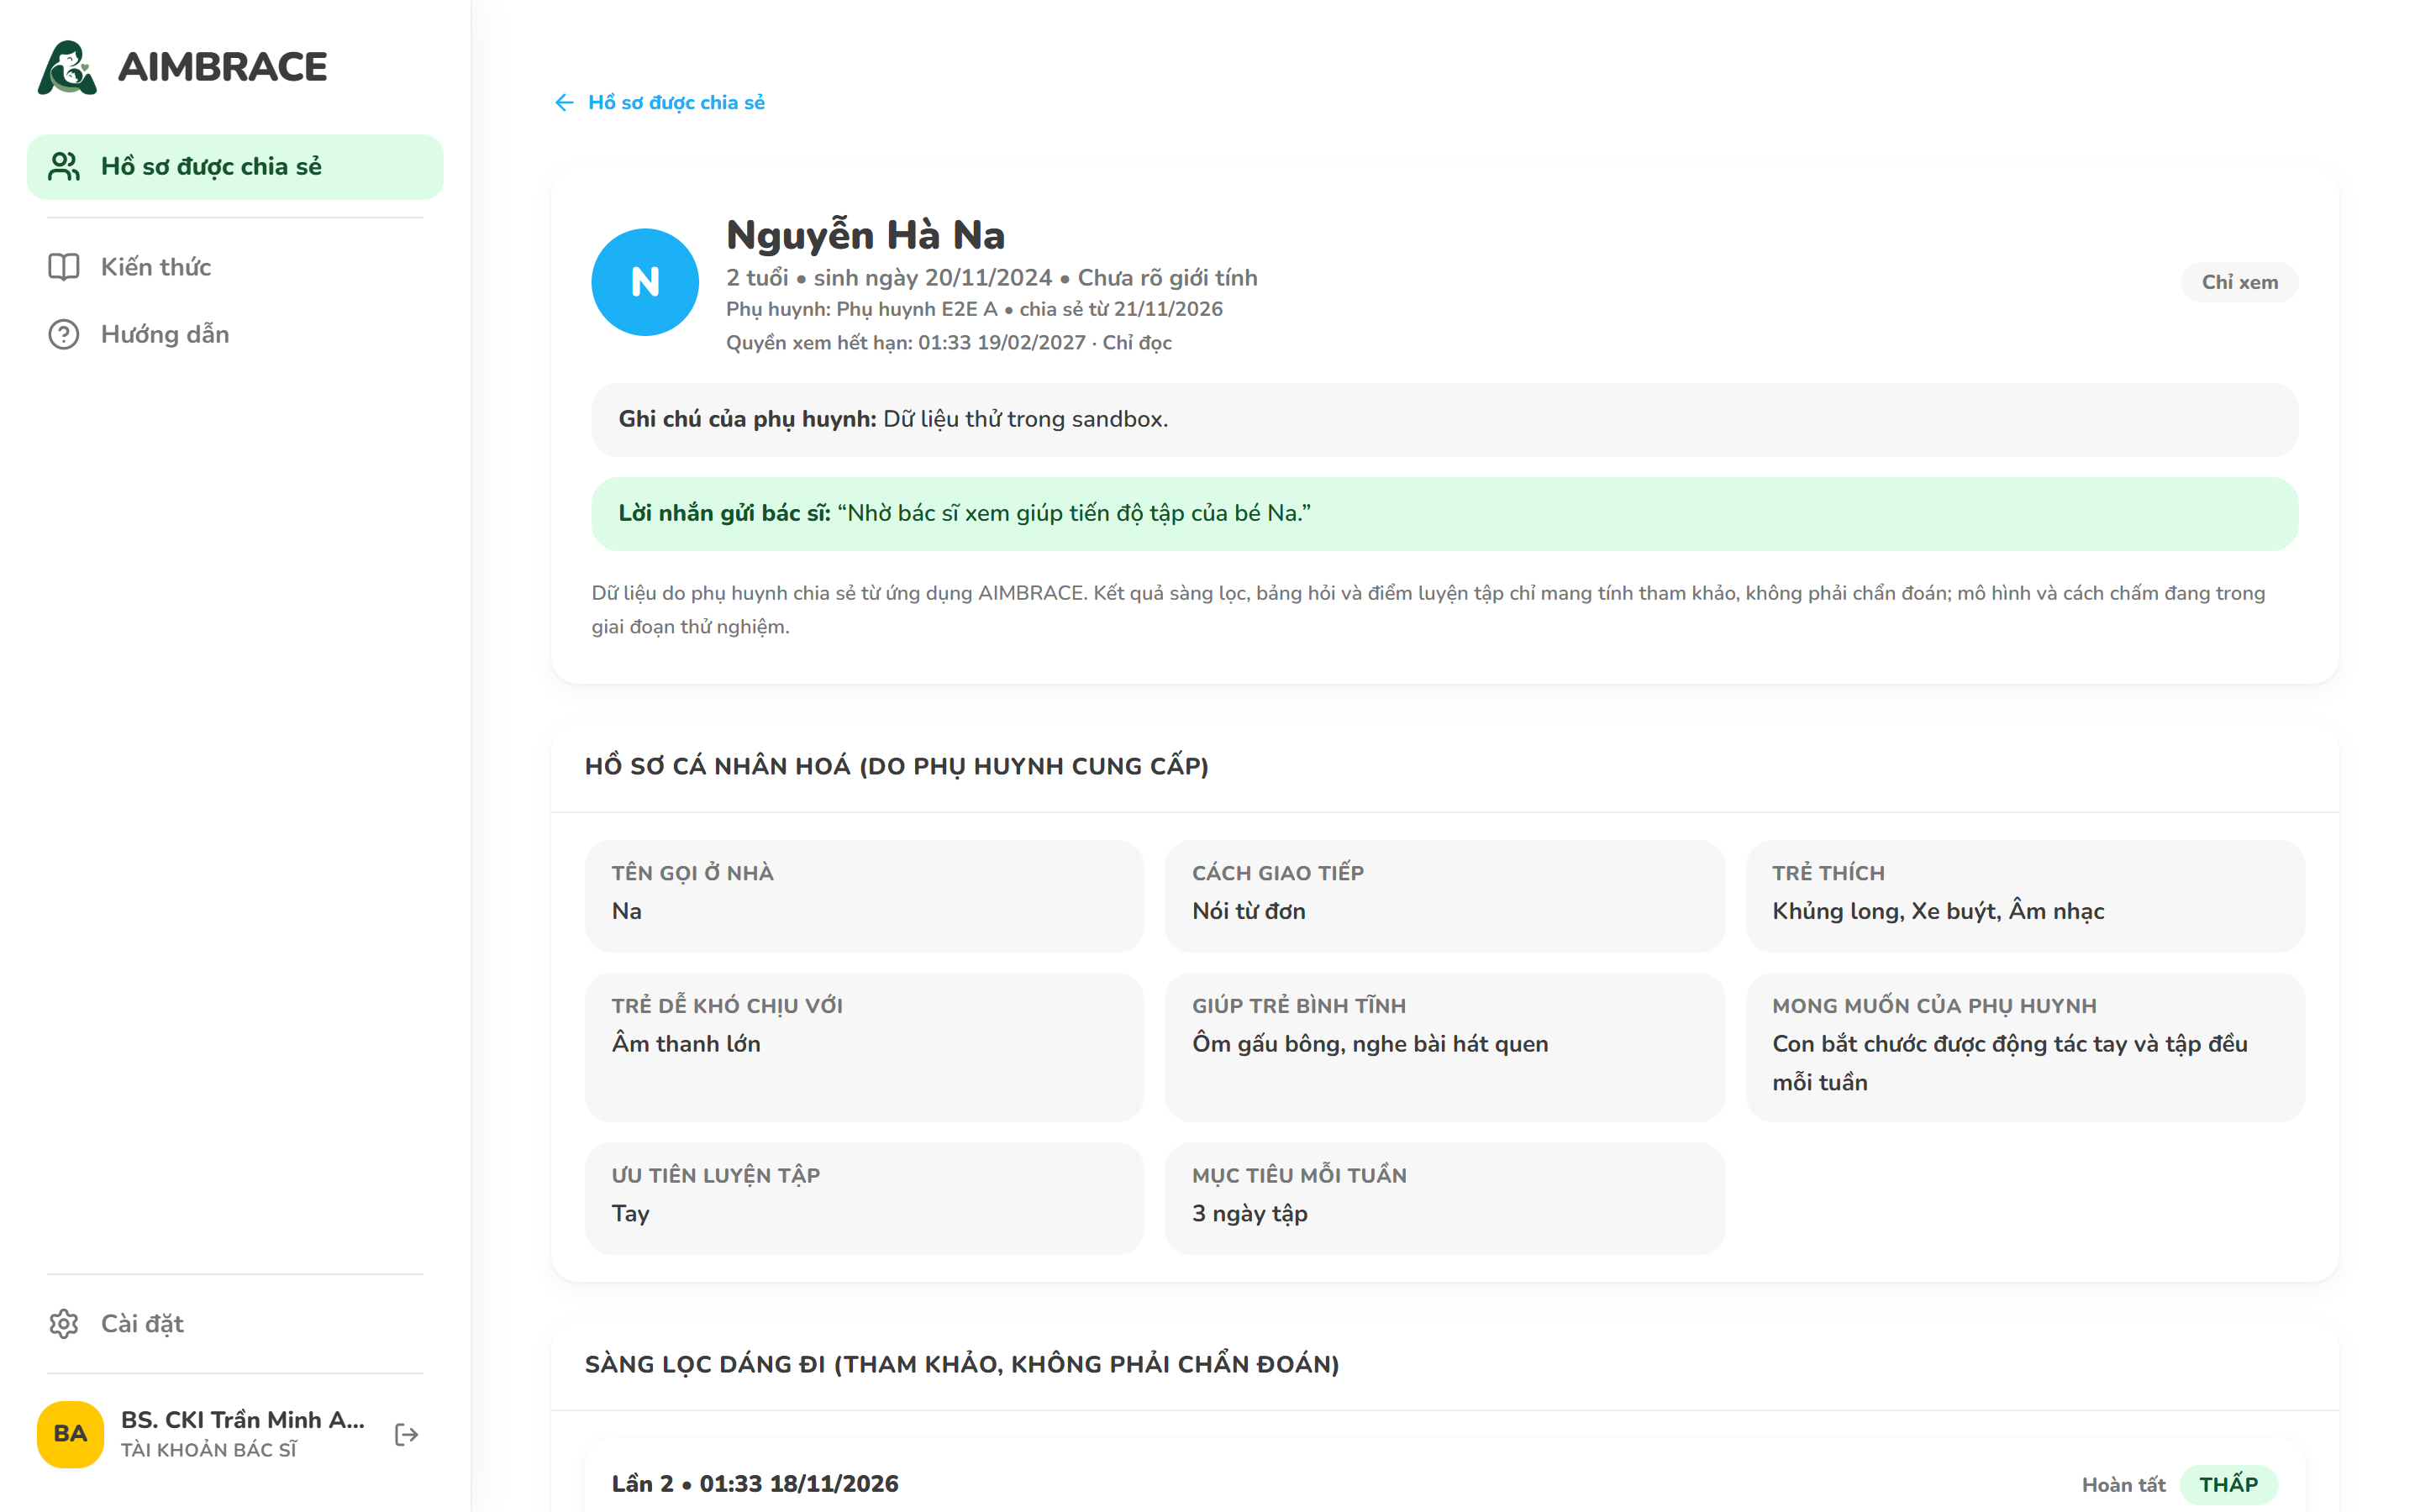 AIMBRACE
Hồ sơ được chia sẻ
Kiến thức
Hướng dẫn
Cài đặt
BA
BS. CKI Trần Minh A...
TÀI KHOẢN BÁC SĨ
Hồ sơ được chia sẻ
N
Nguyễn Hà Na
2 tuổi • sinh ngày 20/11/2024 • Chưa rõ giới tính
Phụ huynh: Phụ huynh E2E A • chia sẻ từ 21/11/2026
Quyền xem hết hạn: 01:33 19/02/2027 · Chỉ đọc
Chỉ xem
Ghi chú của phụ huynh: Dữ liệu thử trong sandbox.
Lời nhắn gửi bác sĩ: “Nhờ bác sĩ xem giúp tiến độ tập của bé Na.”
Dữ liệu do phụ huynh chia sẻ từ ứng dụng AIMBRACE. Kết quả sàng lọc, bảng hỏi và điểm luyện tập chỉ mang tính tham khảo, không phải chẩn đoán; mô hình và cách chấm đang trong
giai đoạn thử nghiệm.
HỒ SƠ CÁ NHÂN HOÁ (DO PHỤ HUYNH CUNG CẤP)
TÊN GỌI Ở NHÀ
Na
CÁCH GIAO TIẾP
Nói từ đơn
TRẺ THÍCH
Khủng long, Xe buýt, Âm nhạc
TRẺ DỄ KHÓ CHỊU VỚI
Âm thanh lớn
GIÚP TRẺ BÌNH TĨNH
Ôm gấu bông, nghe bài hát quen
MONG MUỐN CỦA PHỤ HUYNH
Con bắt chước được động tác tay và tập đều
mỗi tuần
ƯU TIÊN LUYỆN TẬP
Tay
MỤC TIÊU MỖI TUẦN
3 ngày tập
SÀNG LỌC DÁNG ĐI (THAM KHẢO, KHÔNG PHẢI CHẨN ĐOÁN)
Lần 2 • 01:33 18/11/2026
Hoàn tất
THẤP